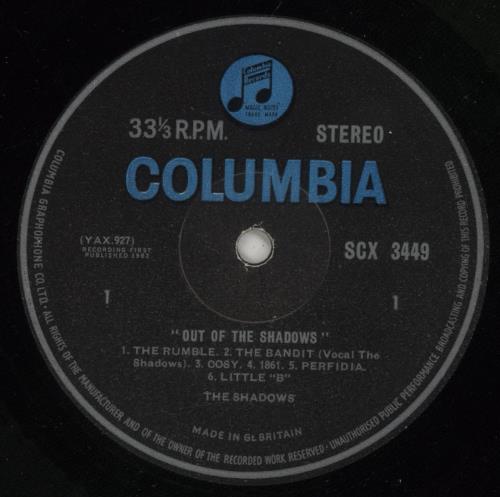 Columbia
Records
MAGIC NOTES
TRADE MARK
33⅓ R.P.M. STEREO
COLUMBIA
(YAX.927)
RECORDING FIRST
PUBLISHED 1962
SCX 3449
1 1
"OUT OF THE SHADOWS"
1. THE RUMBLE. 2. THE BANDIT (Vocal The
Shadows). 3. COSY. 4. 1861. 5. PERFIDIA.
6. LITTLE "B"
THE SHADOWS
MADE IN GT. BRITAIN
COLUMBIA GRAPHOPHONE CO.LTD. · ALL RIGHTS OF THE MANUFACTURER AND OF THE OWNER OF THE RECORDED WORK RESERVED · UNAUTHORISED PUBLIC PERFORMANCE BROADCASTING AND COPYING OF THIS RECORD PROHIBITED